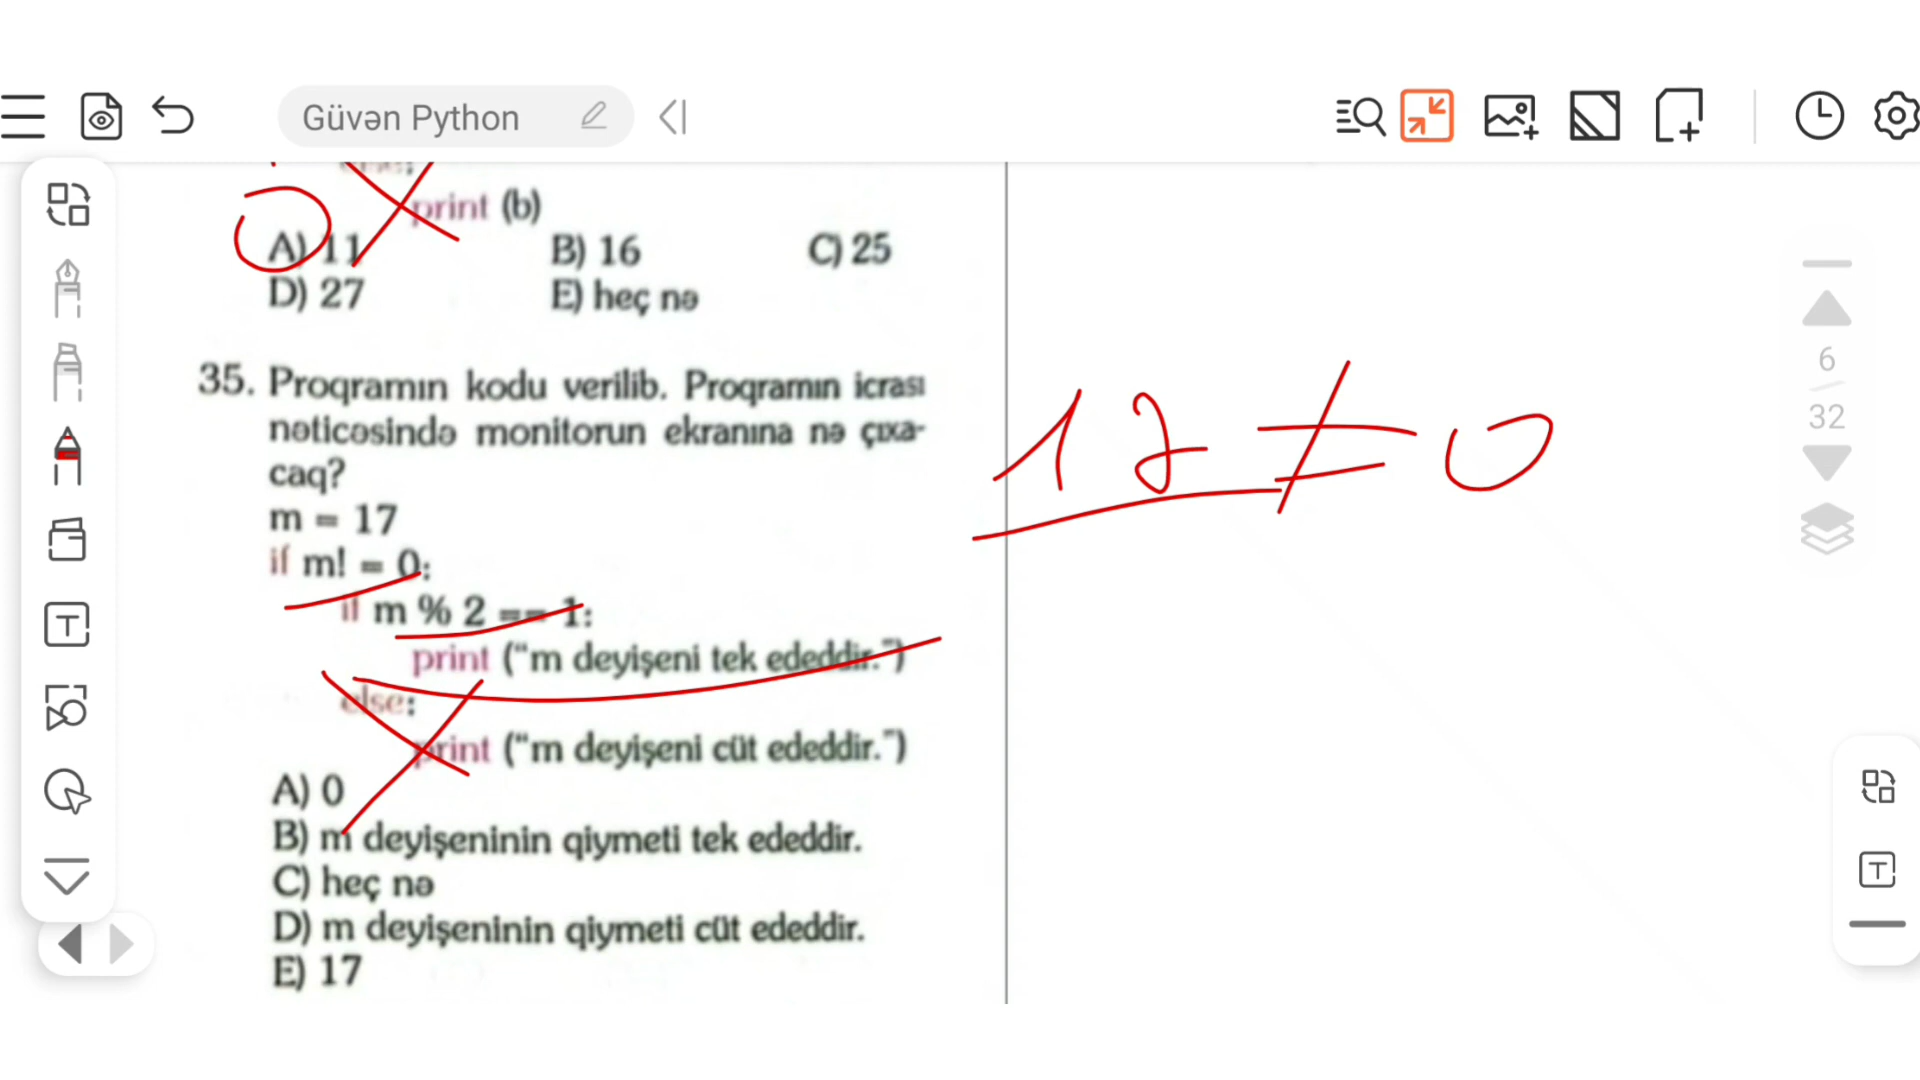 Güvən Python
print (b)
A) 11 B) 16 C) 25
D) 27 E) heç nə
35. Proqramın kodu verilib. Proqramın icrası
nəticəsində monitorun ekranına nə çıxa-
caq?
m = 17
if m! = 0:
if m % 2 == 1:
print (“m deyişeni tek ededdir.”)
else:
print (“m deyişeni cüt ededdir.”)
A) 0
B) m deyişeninin qiymeti tek ededdir.
C) heç nə
D) m deyişeninin qiymeti cüt ededdir.
E) 17
17 ≠ 0
6
32